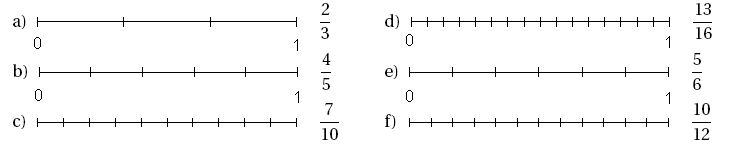 a) 2/3
0 1
b) 4/5
0 1
c) 7/10
d) 13/16
0 1
e) 5/6
0 1
f) 10/12